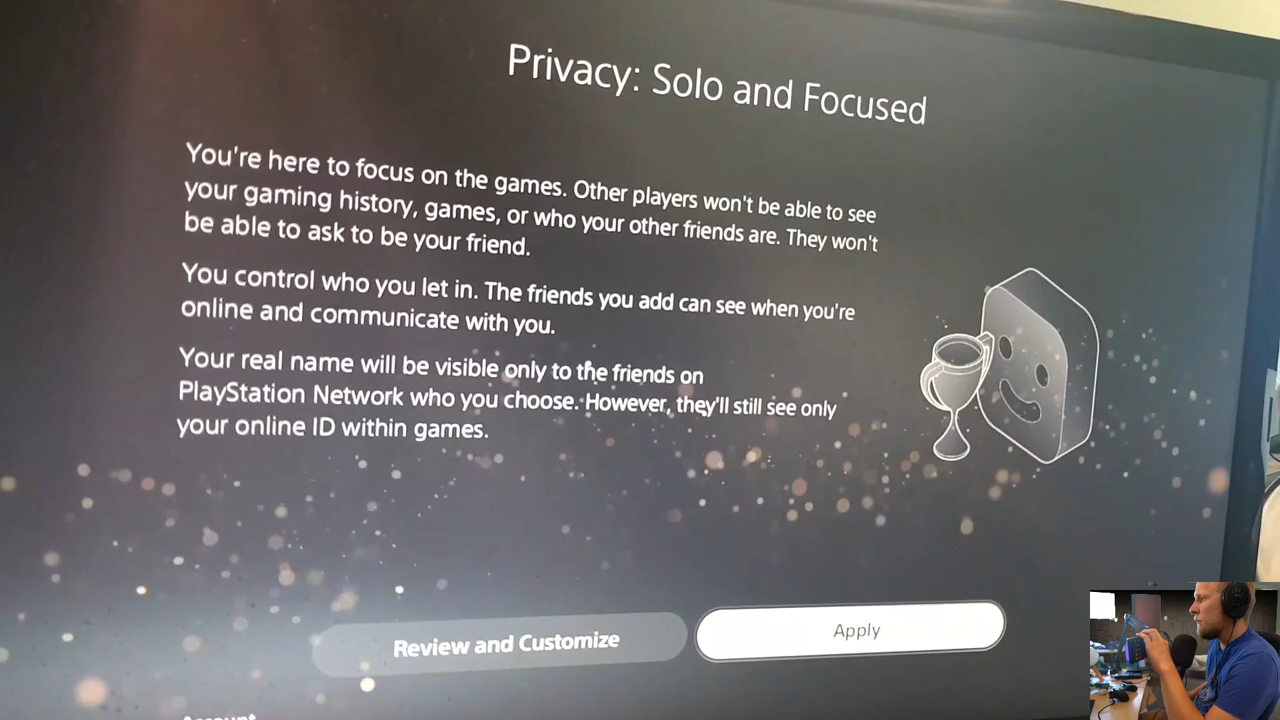 Privacy: Solo and Focused
You're here to focus on the games. Other players won't be able to see
your gaming history, games, or who your other friends are. They won't
be able to ask to be your friend.
You control who you let in. The friends you add can see when you're
online and communicate with you.
Your real name will be visible only to the friends on
PlayStation Network who you choose. However, they'll still see only
your online ID within games.
Review and Customize
Apply
Account